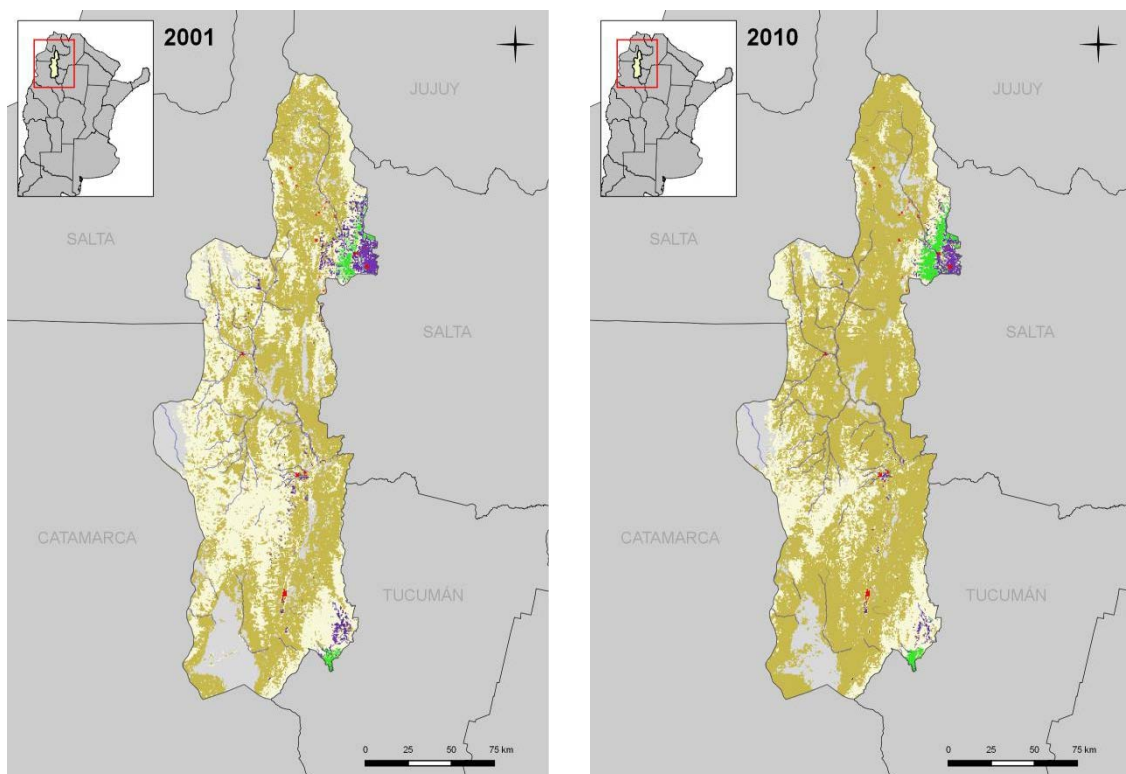 2001
JUJUY
SALTA
SALTA
CATAMARCA
TUCUMÁN
0 25 50 75 km
2010
JUJUY
SALTA
SALTA
CATAMARCA
TUCUMÁN
0 25 50 75 km